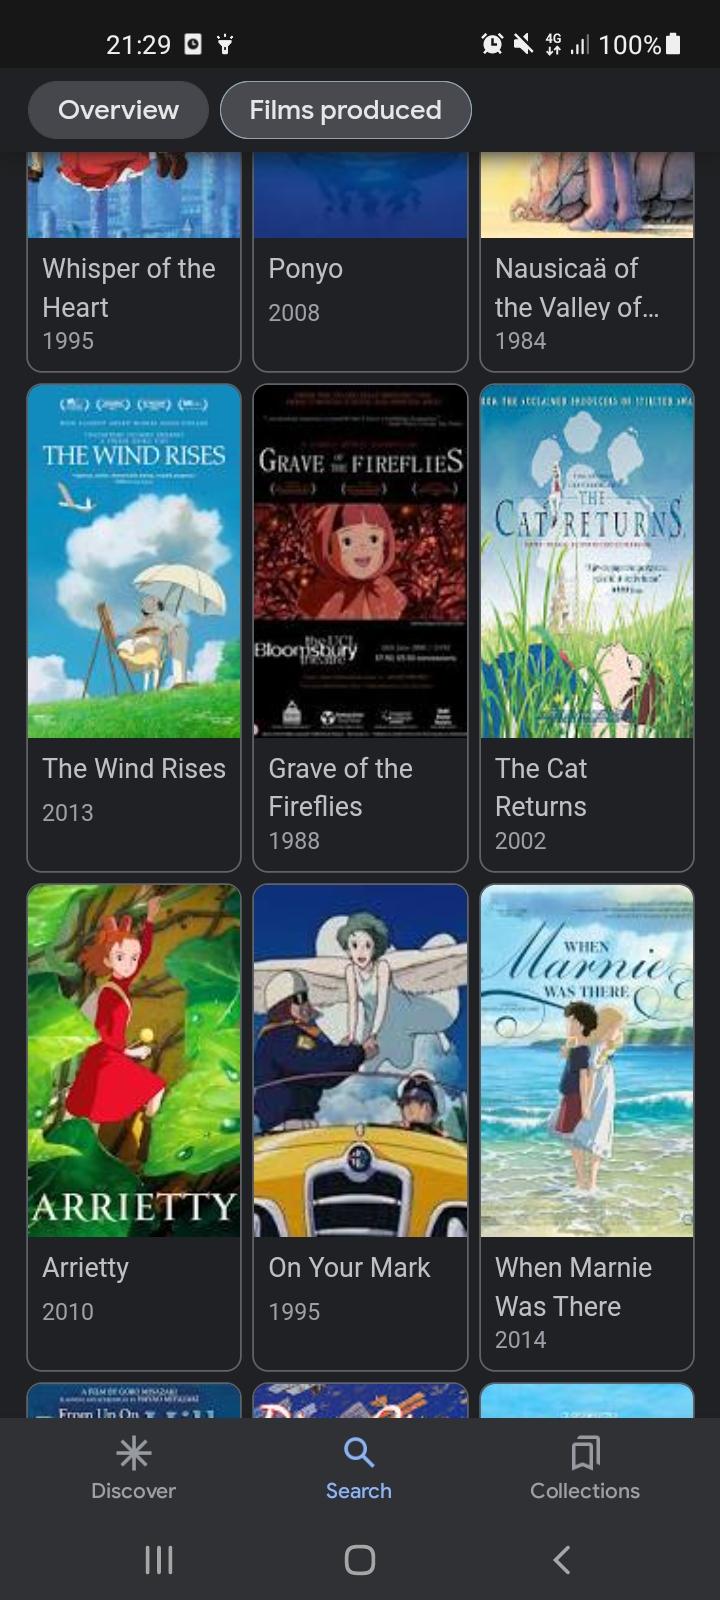 21:29
4G
100%
Overview
Films produced
Whisper of the
Heart
1995
Ponyo
2008
Nausicaä of
the Valley of...
1984
THE WIND RISES
GRAVE OF THE FIREFLIES
the UCL
Bloomsbury
theatre
THE
CAT RETURNS
The Wind Rises
2013
Grave of the
Fireflies
1988
The Cat
Returns
2002
ARRIETTY
WHEN
Marnie
WAS THERE
Arrietty
2010
On Your Mark
1995
When Marnie
Was There
2014
A FILM BY GORO MIYAZAKI
From Up On
Discover
Search
Collections